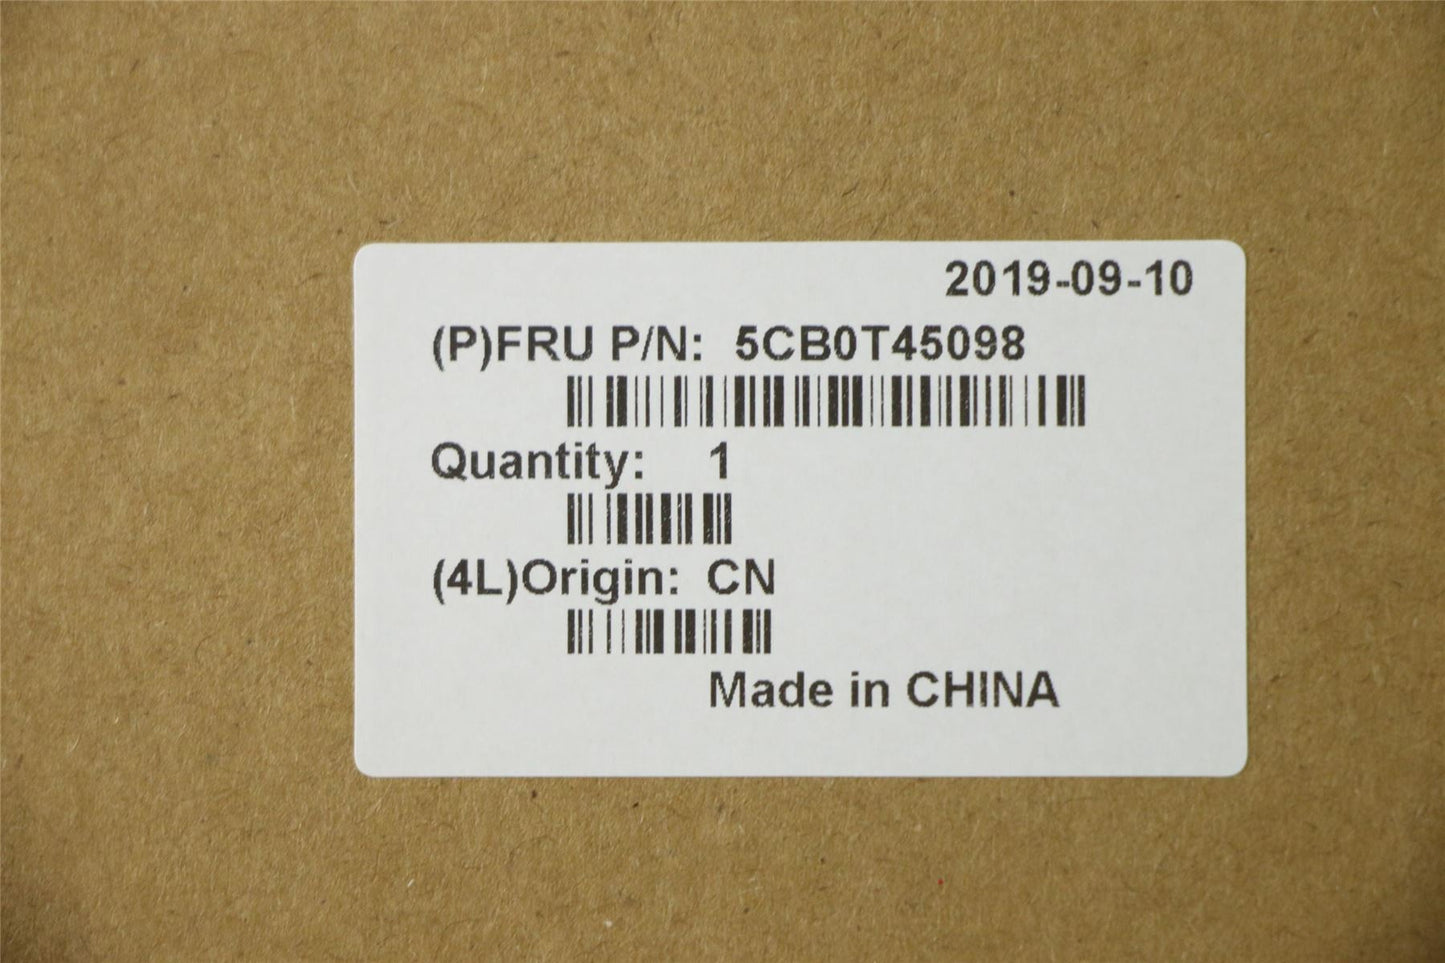 2019-09-10
(P)FRU P/N: 5CB0T45098
Quantity: 1
(4L)Origin: CN
Made in CHINA